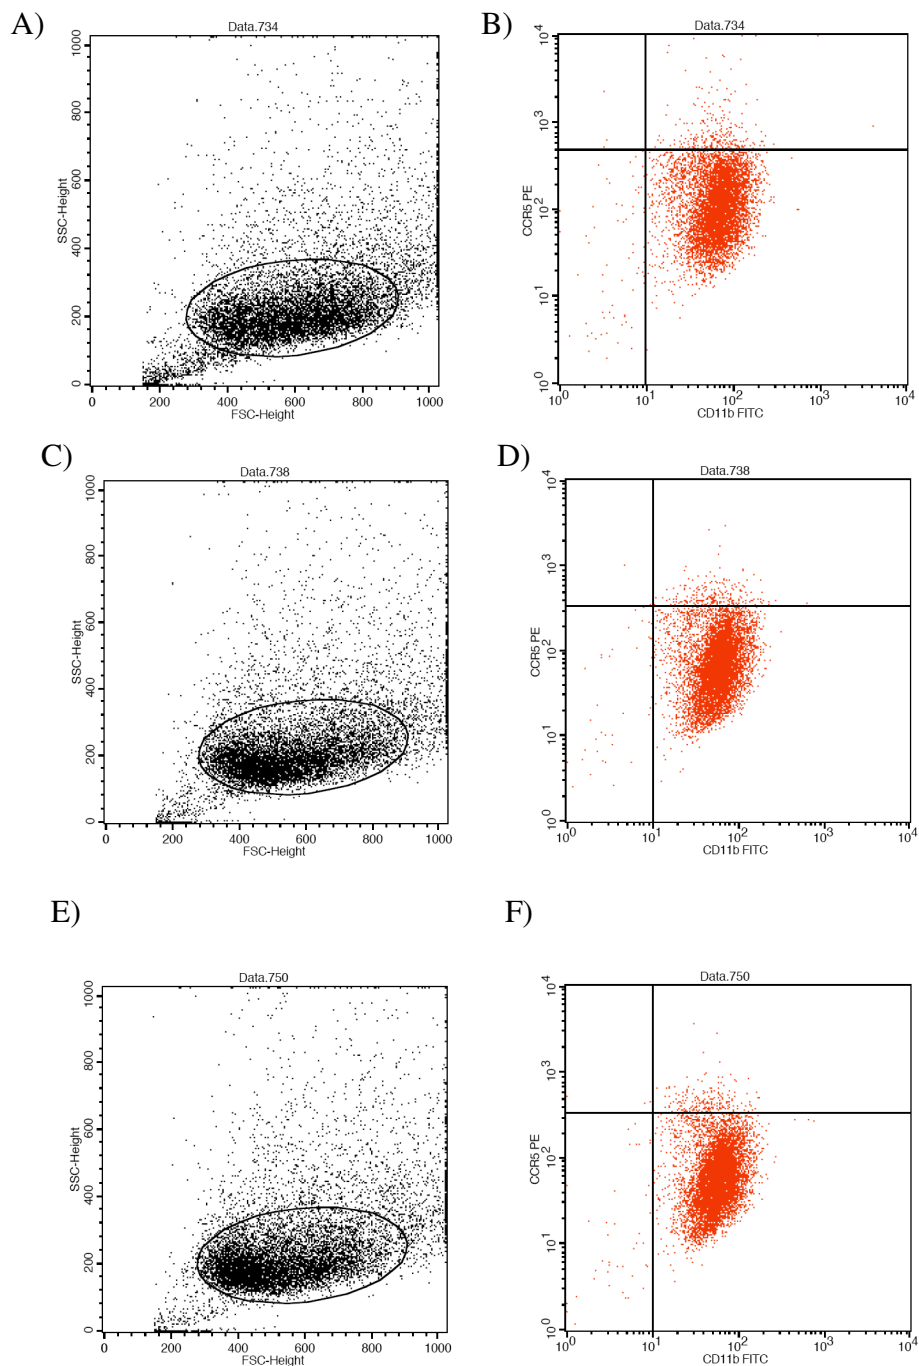 A)
Data.734
SSC-Height
0 200 400 600 800 1000
0 200 400 600 800 1000
FSC-Height
B)
Data.734
CCR5 PE
10^0 10^1 10^2 10^3 10^4
10^0 10^1 10^2 10^3 10^4
CD11b FITC
C)
Data.738
SSC-Height
0 200 400 600 800 1000
0 200 400 600 800 1000
FSC-Height
D)
Data.738
CCR5 PE
10^0 10^1 10^2 10^3 10^4
10^0 10^1 10^2 10^3 10^4
CD11b FITC
E)
Data.750
SSC-Height
0 200 400 600 800 1000
0 200 400 600 800 1000
FSC-Height
F)
Data.750
CCR5 PE
10^0 10^1 10^2 10^3 10^4
10^0 10^1 10^2 10^3 10^4
CD11b FITC